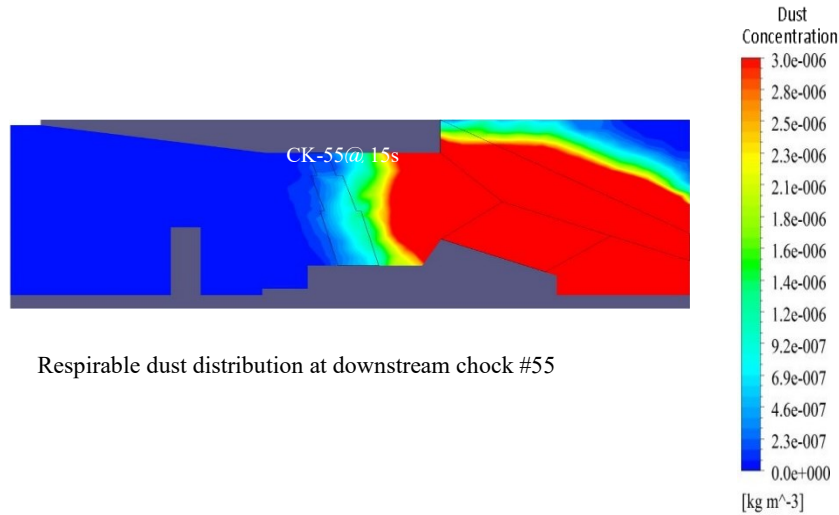 Dust
Concentration
3.0e-006
2.8e-006
2.5e-006
2.3e-006
2.1e-006
1.8e-006
1.6e-006
1.4e-006
1.2e-006
9.2e-007
6.9e-007
4.6e-007
2.3e-007
0.0e+000
[kg m^-3]
CK-55@ 15s
Respirable dust distribution at downstream chock #55